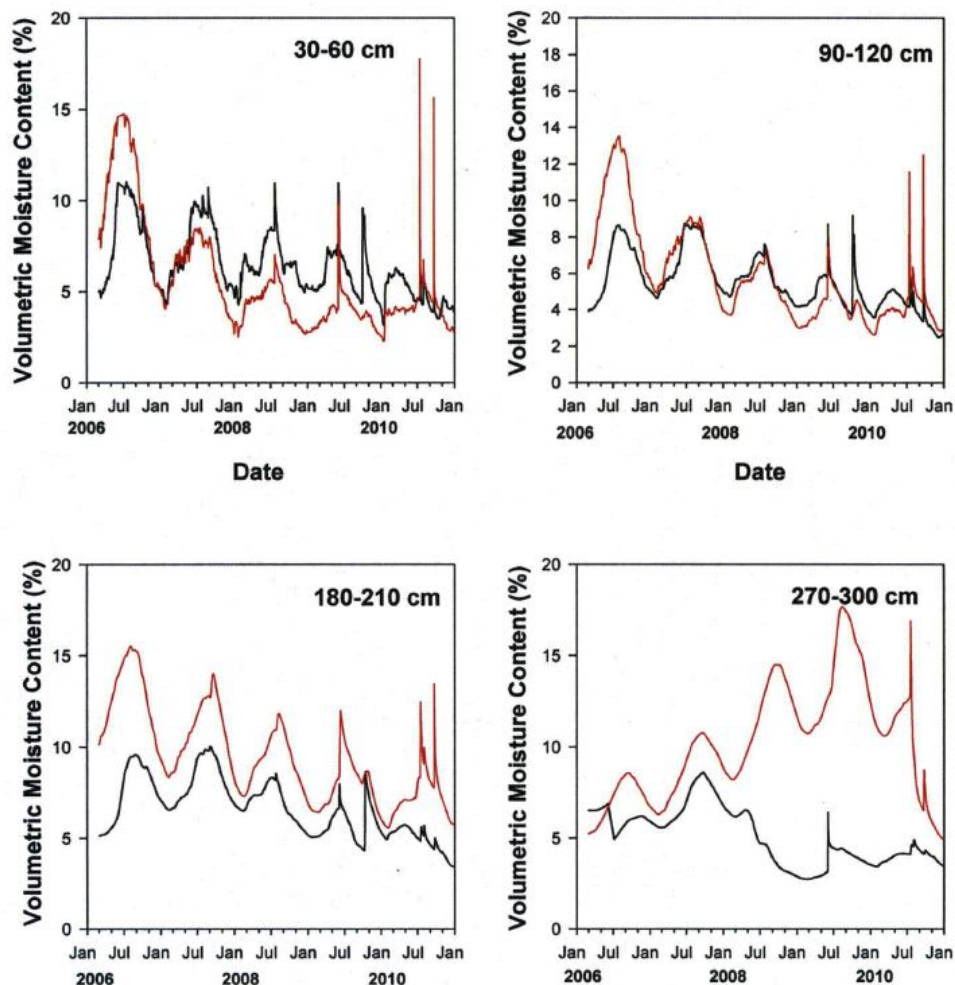 Volumetric Moisture Content (%)
30-60 cm
20
15
10
5
0
Jan Jul Jan Jul Jan Jul Jan Jul Jan Jul Jan
2006 2008 2010
Date
Volumetric Moisture Content (%)
90-120 cm
20
18
16
14
12
10
8
6
4
2
0
Jan Jul Jan Jul Jan Jul Jan Jul Jan Jul Jan
2006 2008 2010
Date
Volumetric Moisture Content (%)
180-210 cm
20
15
10
5
0
Jan Jul Jan Jul Jan Jul Jan Jul Jan Jul Jan
2006 2008 2010
Volumetric Moisture Content (%)
270-300 cm
20
15
10
5
0
Jan Jul Jan Jul Jan Jul Jan Jul Jan Jul Jan
2006 2008 2010